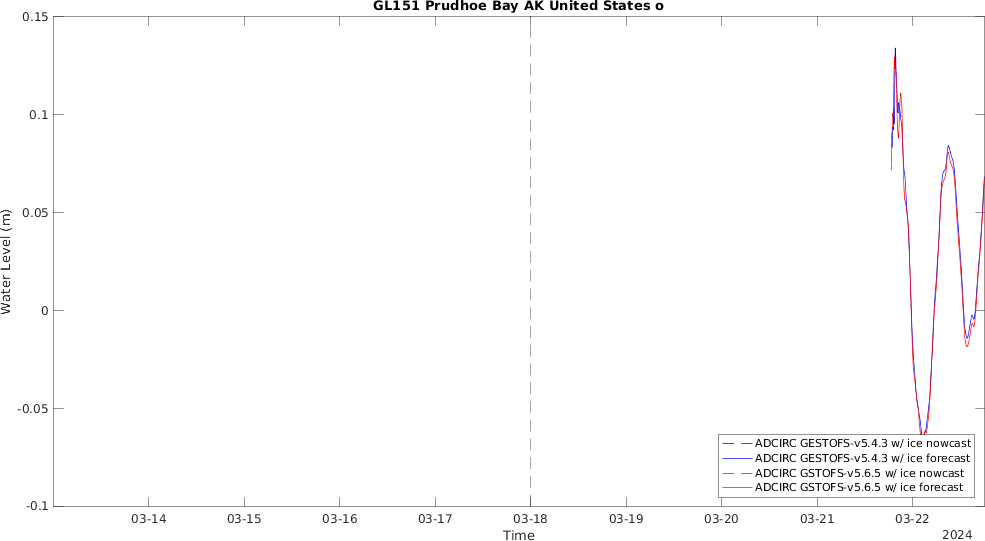 GL151 Prudhoe Bay AK United States o
0.15
0.1
0.05
0
-0.05
-0.1
Water Level (m)
ADCIRC GESTOFS-v5.4.3 w/ ice nowcast
ADCIRC GESTOFS-v5.4.3 w/ ice forecast
ADCIRC GSTOFS-v5.6.5 w/ ice nowcast
ADCIRC GSTOFS-v5.6.5 w/ ice forecast
03-14 03-15 03-16 03-17 03-18 03-19 03-20 03-21 03-22
Time
2024